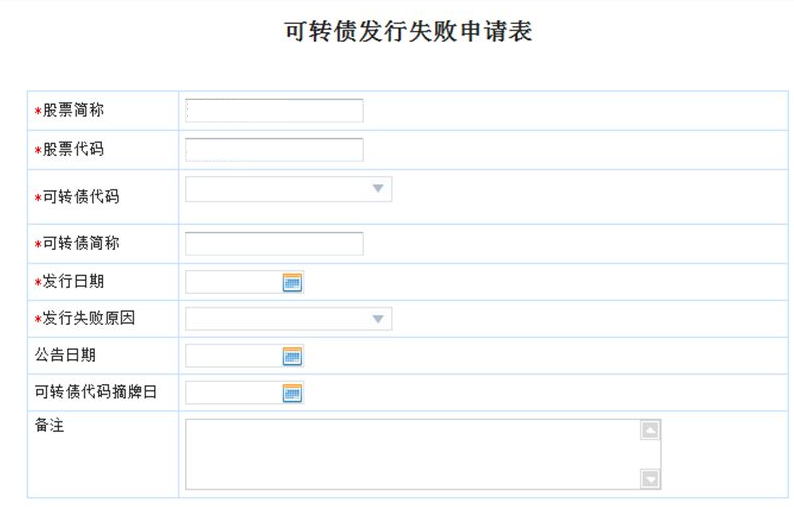 可转债发行失败申请表
*股票简称
*股票代码
*可转债代码
*可转债简称
*发行日期
*发行失败原因
公告日期
可转债代码摘牌日
备注